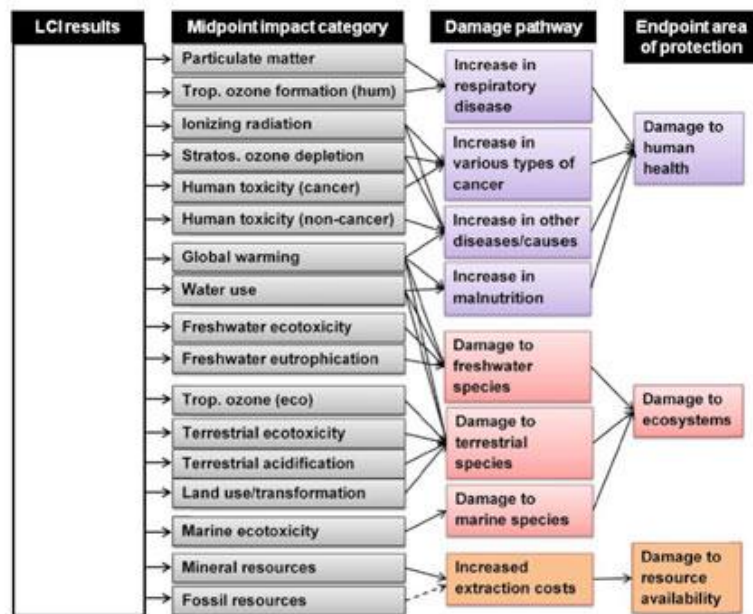 LCI results
Midpoint impact category
Damage pathway
Endpoint area
of protection
Particulate matter
Trop. ozone formation (hum)
Ionizing radiation
Stratos. ozone depletion
Human toxicity (cancer)
Human toxicity (non-cancer)
Global warming
Water use
Freshwater ecotoxicity
Freshwater eutrophication
Trop. ozone (eco)
Terrestrial ecotoxicity
Terrestrial acidification
Land use/transformation
Marine ecotoxicity
Mineral resources
Fossil resources
Increase in
respiratory
disease
Increase in
various types of
cancer
Increase in other
diseases/causes
Increase in
malnutrition
Damage to
freshwater
species
Damage to
terrestrial
species
Damage to
marine species
Increased
extraction costs
Damage to
human
health
Damage to
ecosystems
Damage to
resource
availability